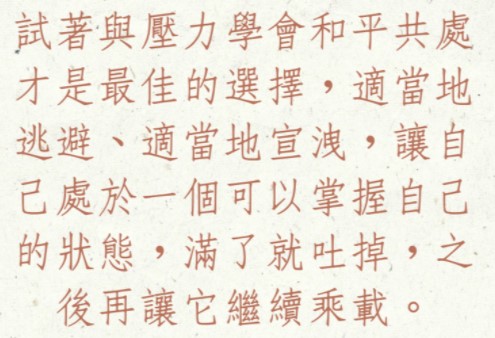 試著與壓力學會和平共處
才是最佳的選擇，適當地
逃避、適當地宣洩，讓自
己處於一個可以掌握自己
的狀態，滿了就吐掉，之
後再讓它繼續乘載。